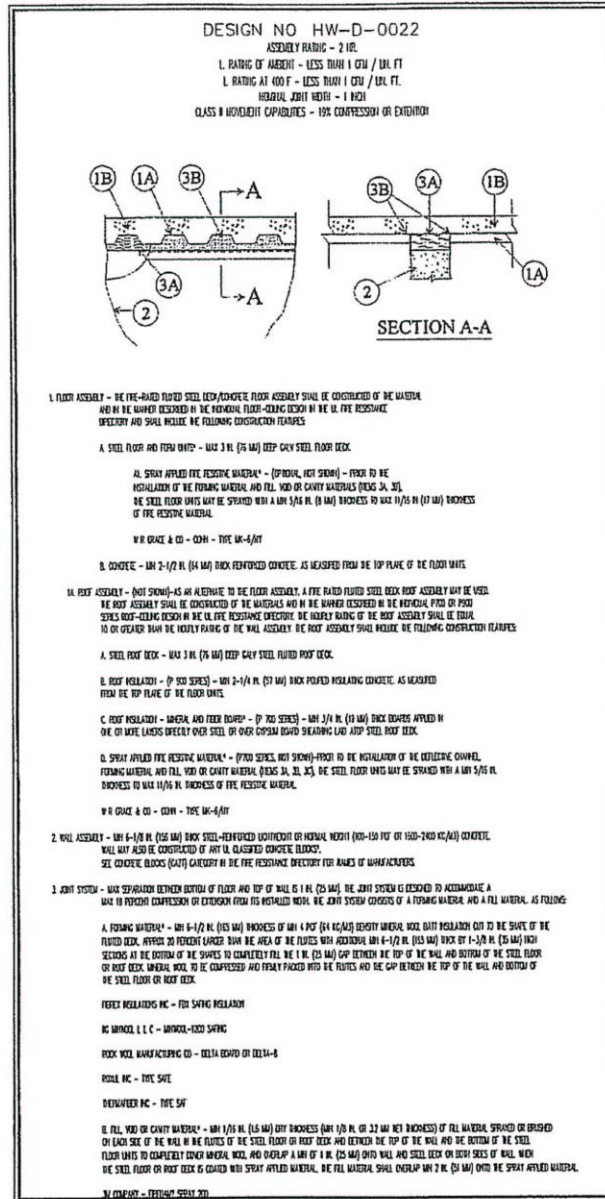 DESIGN NO HW-D-0022
ASSEMBLY RATING - 2 HR.
L RATING OF AMBIENT - LESS THAN 1 CFM / LIN. FT
L RATING AT 400 F - LESS THAN 1 CFM / LIN. FT.
NOMINAL JOINT WIDTH - 1 INCH
CLASS II MOVEMENT CAPABILITIES - 19% COMPRESSION OR EXTENTION
1B 1A 3B A
A
3A
2
3B 3A 1B
1A
2
SECTION A-A
1. FLOOR ASSEMBLY - THE FIRE-RATED FLUTED STEEL DECK/CONCRETE FLOOR ASSEMBLY SHALL BE CONSTRUCTED OF THE MATERIAL
AND IN THE MANNER DESCRIBED IN THE INDIVIDUAL FLOOR-CEILING DESIGN IN THE UL FIRE RESISTANCE
DIRECTORY AND SHALL INCLUDE THE FOLLOWING CONSTRUCTION FEATURES:
A. STEEL FLOOR AND FORM UNITS* - MAX 3 IN. (76 MM) DEEP GALV STEEL FLOOR DECK.
A1. SPRAY APPLIED FIRE RESISTIVE MATERIAL* - (OPTIONAL, NOT SHOWN) - PRIOR TO THE
INSTALLATION OF THE FORMING MATERIAL AND FILL, VOID OR CAVITY MATERIALS (ITEMS 3A, 3B),
THE STEEL FLOOR UNITS MAY BE SPRAYED WITH A MIN 5/16 IN. (8 MM) THICKNESS TO MAX 11/16 IN (17 MM) THICKNESS
OF FIRE RESISTIVE MATERIAL
W R GRACE & CO - CONN - TYPE MK-6/HY
B. CONCRETE - MIN 2-1/2 IN. (64 MM) THICK REINFORCED CONCRETE, AS MEASURED FROM THE TOP PLANE OF THE FLOOR UNITS.
1A. ROOF ASSEMBLY - (NOT SHOWN)-AS AN ALTERNATE TO THE FLOOR ASSEMBLY, A FIRE RATED FLUTED STEEL DECK ROOF ASSEMBLY MAY BE USED.
THE ROOF ASSEMBLY SHALL BE CONSTRUCTED OF THE MATERIALS AND IN THE MANNER DESCRIBED IN THE INDIVIDUAL P700 OR P900
SERIES ROOF-CEILING DESIGN IN THE UL FIRE RESISTANCE DIRECTORY. THE HOURLY RATING OF THE ROOF ASSEMBLY SHALL BE EQUAL
TO OR GREATER THAN THE HOURLY RATING OF THE WALL ASSEMBLY. THE ROOF ASSEMBLY SHALL INCLUDE THE FOLLOWING CONSTRUCTION FEATURES:
A. STEEL ROOF DECK - MAX 3 IN. (76 MM) DEEP GALV STEEL FLUTED ROOF DECK.
B. ROOF INSULATION - (P 900 SERIES) - MIN 2-1/4 IN. (57 MM) THICK POURED INSULATING CONCRETE, AS MEASURED
FROM THE TOP PLANE OF THE FLOOR UNITS.
C. ROOF INSULATION - MINERAL AND FIBER BOARD* - (P 700 SERIES) - MIN 3/4 IN. (19 MM) THICK BOARDS APPLIED IN
ONE OR MORE LAYERS DIRECTLY OVER STEEL OR OVER GYPSUM BOARD SHEATHING LAID ATOP STEEL ROOF DECK.
D. SPRAY APPLIED FIRE RESISTIVE MATERIAL* - (P700 SERIES, NOT SHOWN)-PRIOR TO THE INSTALLATION OF THE DEFLECTIVE CHANNEL,
FORMING MATERIAL AND FILL, VOID OR CAVITY MATERIAL (ITEMS 3A, 3B, 3C), THE STEEL FLOOR UNITS MAY BE SPRAYED WITH A MIN 5/16 IN.
THICKNESS TO MAX 11/16 IN. THICKNESS OF FIRE RESISTIVE MATERIAL.
W R GRACE & CO - CONN - TYPE MK-6/HY
2. WALL ASSEMBLY - MIN 6-1/8 IN. (156 MM) THICK STEEL-REINFORCED LIGHTWEIGHT OR NORMAL WEIGHT (100-150 PCF OR 1600-2400 KG/M3) CONCRETE.
WALL MAY ALSO BE CONSTRUCTED OF ANY UL CLASSIFIED CONCRETE BLOCKS*.
SEE CONCRETE BLOCKS (CAZT) CATEGORY IN THE FIRE RESISTANCE DIRECTORY FOR NAMES OF MANUFACTURERS.
3. JOINT SYSTEM - MAX SEPARATION BETWEEN BOTTOM OF FLOOR AND TOP OF WALL IS 1 IN. (25 MM). THE JOINT SYSTEM IS DESIGNED TO ACCOMMODATE A
MAX 18 PERCENT COMPRESSION OR EXTENSION FROM ITS INSTALLED WIDTH. THE JOINT SYSTEM CONSISTS OF A FORMING MATERIAL AND A FILL MATERIAL, AS FOLLOWS:
A. FORMING MATERIAL* - MIN 6-1/2 IN. (165 MM) THICKNESS OF MIN 4 PCF (64 KG/M3) DENSITY MINERAL WOOL BATT INSULATION CUT TO THE SHAPE OF THE
FLUTED DECK, APPROX 20 PERCENT LARGER THAN THE AREA OF THE FLUTES WITH ADDITIONAL MIN 6-1/2 IN. (165 MM) THICK BY 1-3/8 IN. (35 MM) HIGH
SECTIONS AT THE BOTTOM OF THE SHAPES TO COMPLETELY FILL THE 1 IN. (25 MM) GAP BETWEEN THE TOP OF THE WALL AND BOTTOM OF THE STEEL FLOOR
OR ROOF DECK. MINERAL WOOL TO BE COMPRESSED AND FIRMLY PACKED INTO THE FLUTES AND THE GAP BETWEEN THE TOP OF THE WALL AND BOTTOM OF
THE STEEL FLOOR OR ROOF DECK.
FIBREX INSULATIONS INC - FBX SAFING INSULATION
IIG MINWOOL L L C - MINWOOL-1200 SAFING
ROCK WOOL MANUFACTURING CO - DELTA BOARD OR DELTA-8
ROXUL INC - TYPE SAFE
THERMAFIBER INC - TYPE SAF
B. FILL, VOID OR CAVITY MATERIAL* - MIN 1/16 IN. (1.6 MM) DRY THICKNESS (MIN 1/8 IN. OR 3.2 MM WET THICKNESS) OF FILL MATERIAL SPRAYED OR BRUSHED
ON EACH SIDE OF THE WALL IN THE FLUTES OF THE STEEL FLOOR OR ROOF DECK AND BETWEEN THE TOP OF THE WALL AND THE BOTTOM OF THE STEEL
FLOOR UNITS TO COMPLETELY COVER MINERAL WOOL AND OVERLAP A MIN OF 1 IN. (25 MM) ONTO WALL AND STEEL DECK ON BOTH SIDES OF WALL. WHEN
THE STEEL FLOOR OR ROOF DECK IS COATED WITH SPRAY APPLIED MATERIAL, THE FILL MATERIAL SHALL OVERLAP MIN 2 IN. (51 MM) ONTO THE SPRAY APPLIED MATERIAL.
3M COMPANY - FIREDAM SPRAY 200